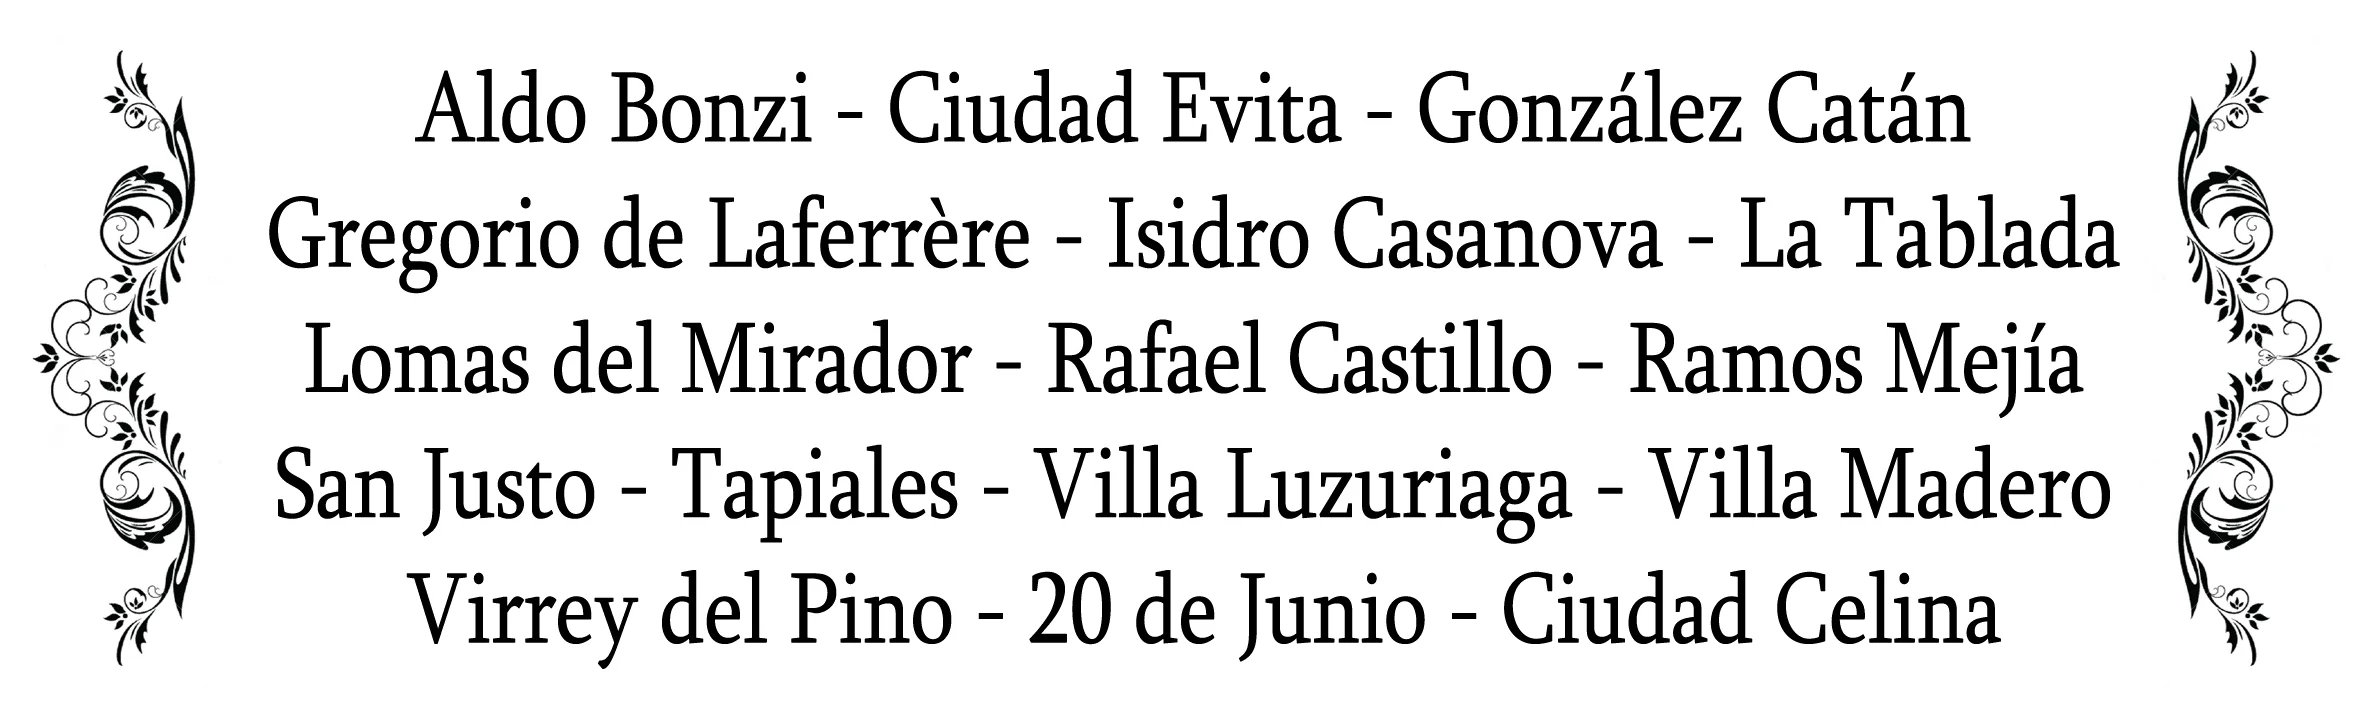 Aldo Bonzi - Ciudad Evita - González Catán
Gregorio de Laferrère - Isidro Casanova - La Tablada
Lomas del Mirador - Rafael Castillo - Ramos Mejía
San Justo - Tapiales - Villa Luzuriaga - Villa Madero
Virrey del Pino - 20 de Junio - Ciudad Celina